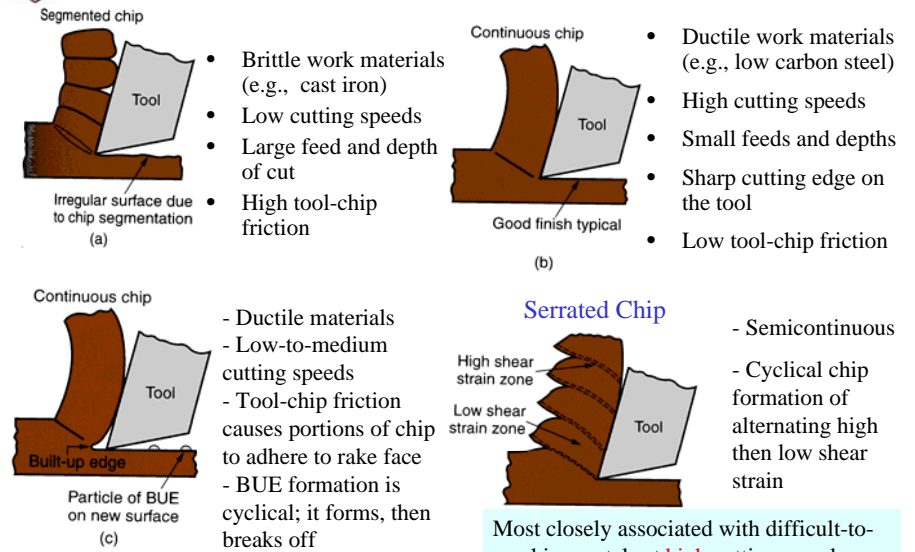 Segmented chip
Tool
Irregular surface due
to chip segmentation
(a)
• Brittle work materials
(e.g., cast iron)
• Low cutting speeds
• Large feed and depth
of cut
• High tool-chip
friction
Continuous chip
Tool
Good finish typical
(b)
• Ductile work materials
(e.g., low carbon steel)
• High cutting speeds
• Small feeds and depths
• Sharp cutting edge on
the tool
• Low tool-chip friction
Continuous chip
Tool
Built-up edge
Particle of BUE
on new surface
(c)
- Ductile materials
- Low-to-medium
cutting speeds
- Tool-chip friction
causes portions of chip
to adhere to rake face
- BUE formation is
cyclical; it forms, then
breaks off
Serrated Chip
High shear
strain zone
Low shear
strain zone
Tool
- Semicontinuous
- Cyclical chip
formation of
alternating high
then low shear
strain
Most closely associated with difficult-to-